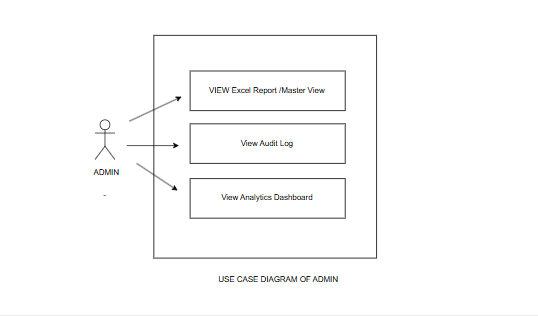 VIEW Excel Report /Master View
View Audit Log
ADMIN
-
View Analytics Dashboard
USE CASE DIAGRAM OF ADMIN